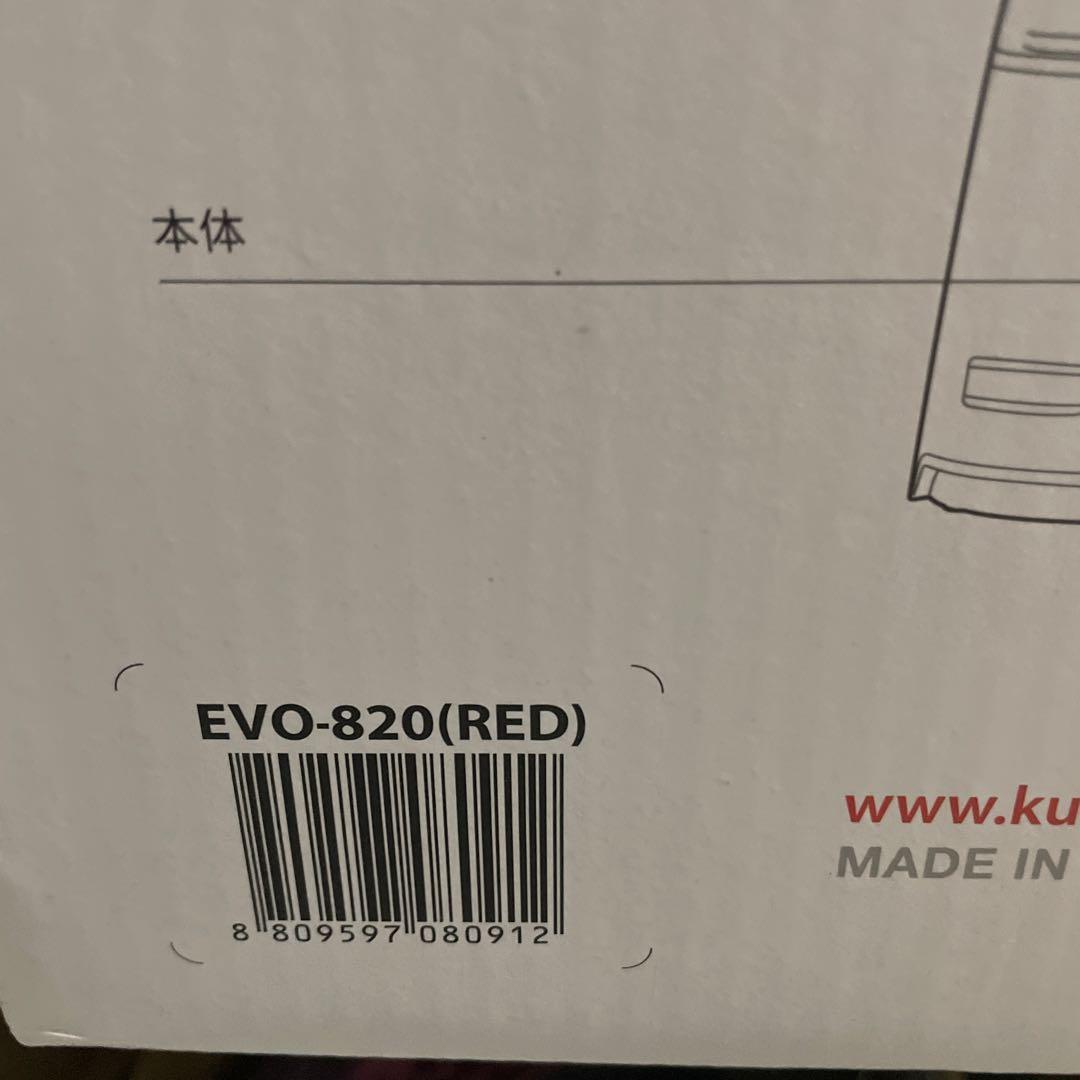 本体
EVO-820(RED)
8 809597 080912
www.ku
MADE IN